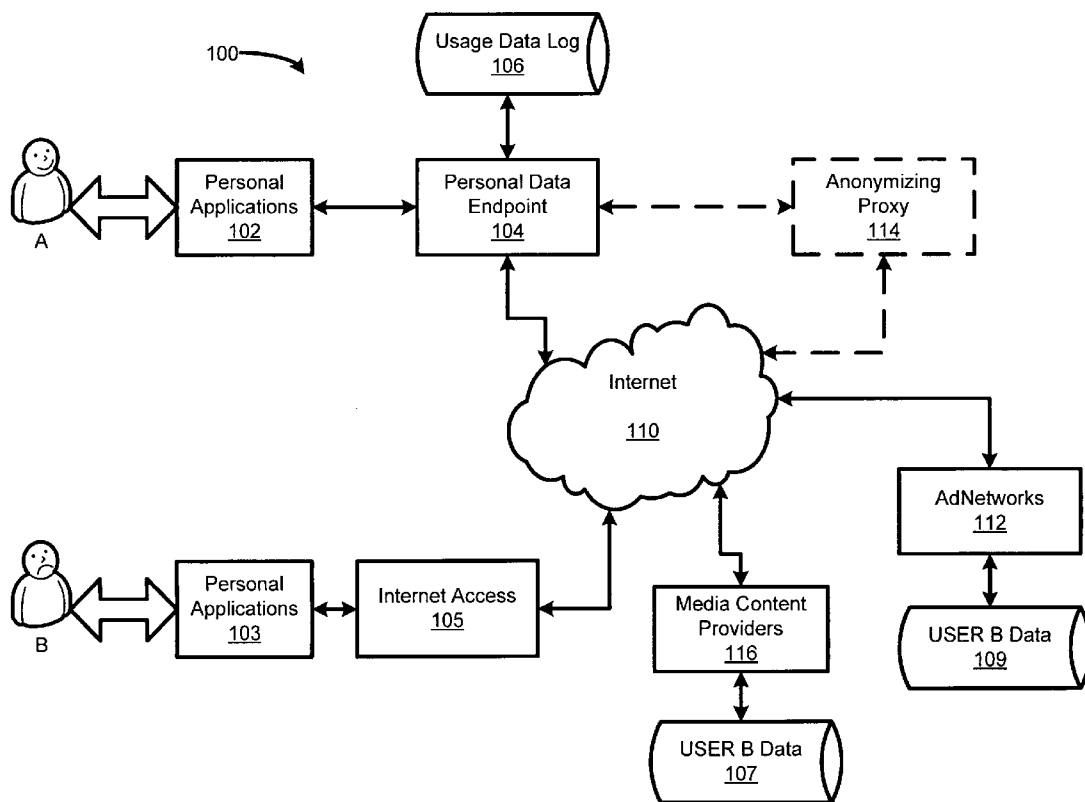 Usage Data Log
106
100
Personal
Applications
102
Personal Data
Endpoint
104
Anonymizing
Proxy
114
A
Internet
110
AdNetworks
112
Personal
Applications
103
Internet Access
105
Media Content
Providers
116
B
USER B Data
109
USER B Data
107